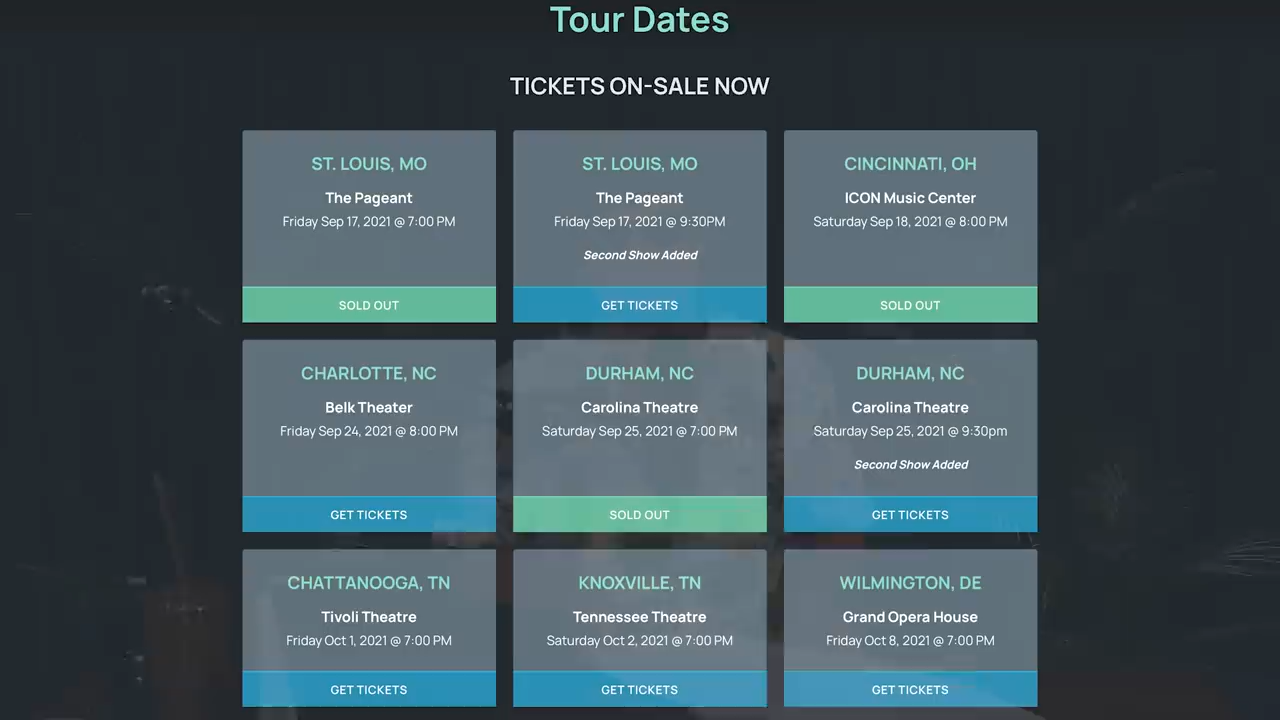 Tour Dates
TICKETS ON-SALE NOW
ST. LOUIS, MO
The Pageant
Friday Sep 17, 2021 @ 7:00 PM
SOLD OUT
ST. LOUIS, MO
The Pageant
Friday Sep 17, 2021 @ 9:30PM
Second Show Added
GET TICKETS
CINCINNATI, OH
ICON Music Center
Saturday Sep 18, 2021 @ 8:00 PM
SOLD OUT
CHARLOTTE, NC
Belk Theater
Friday Sep 24, 2021 @ 8:00 PM
GET TICKETS
DURHAM, NC
Carolina Theatre
Saturday Sep 25, 2021 @ 7:00 PM
SOLD OUT
DURHAM, NC
Carolina Theatre
Saturday Sep 25, 2021 @ 9:30pm
Second Show Added
GET TICKETS
CHATTANOOGA, TN
Tivoli Theatre
Friday Oct 1, 2021 @ 7:00 PM
GET TICKETS
KNOXVILLE, TN
Tennessee Theatre
Saturday Oct 2, 2021 @ 7:00 PM
GET TICKETS
WILMINGTON, DE
Grand Opera House
Friday Oct 8, 2021 @ 7:00 PM
GET TICKETS